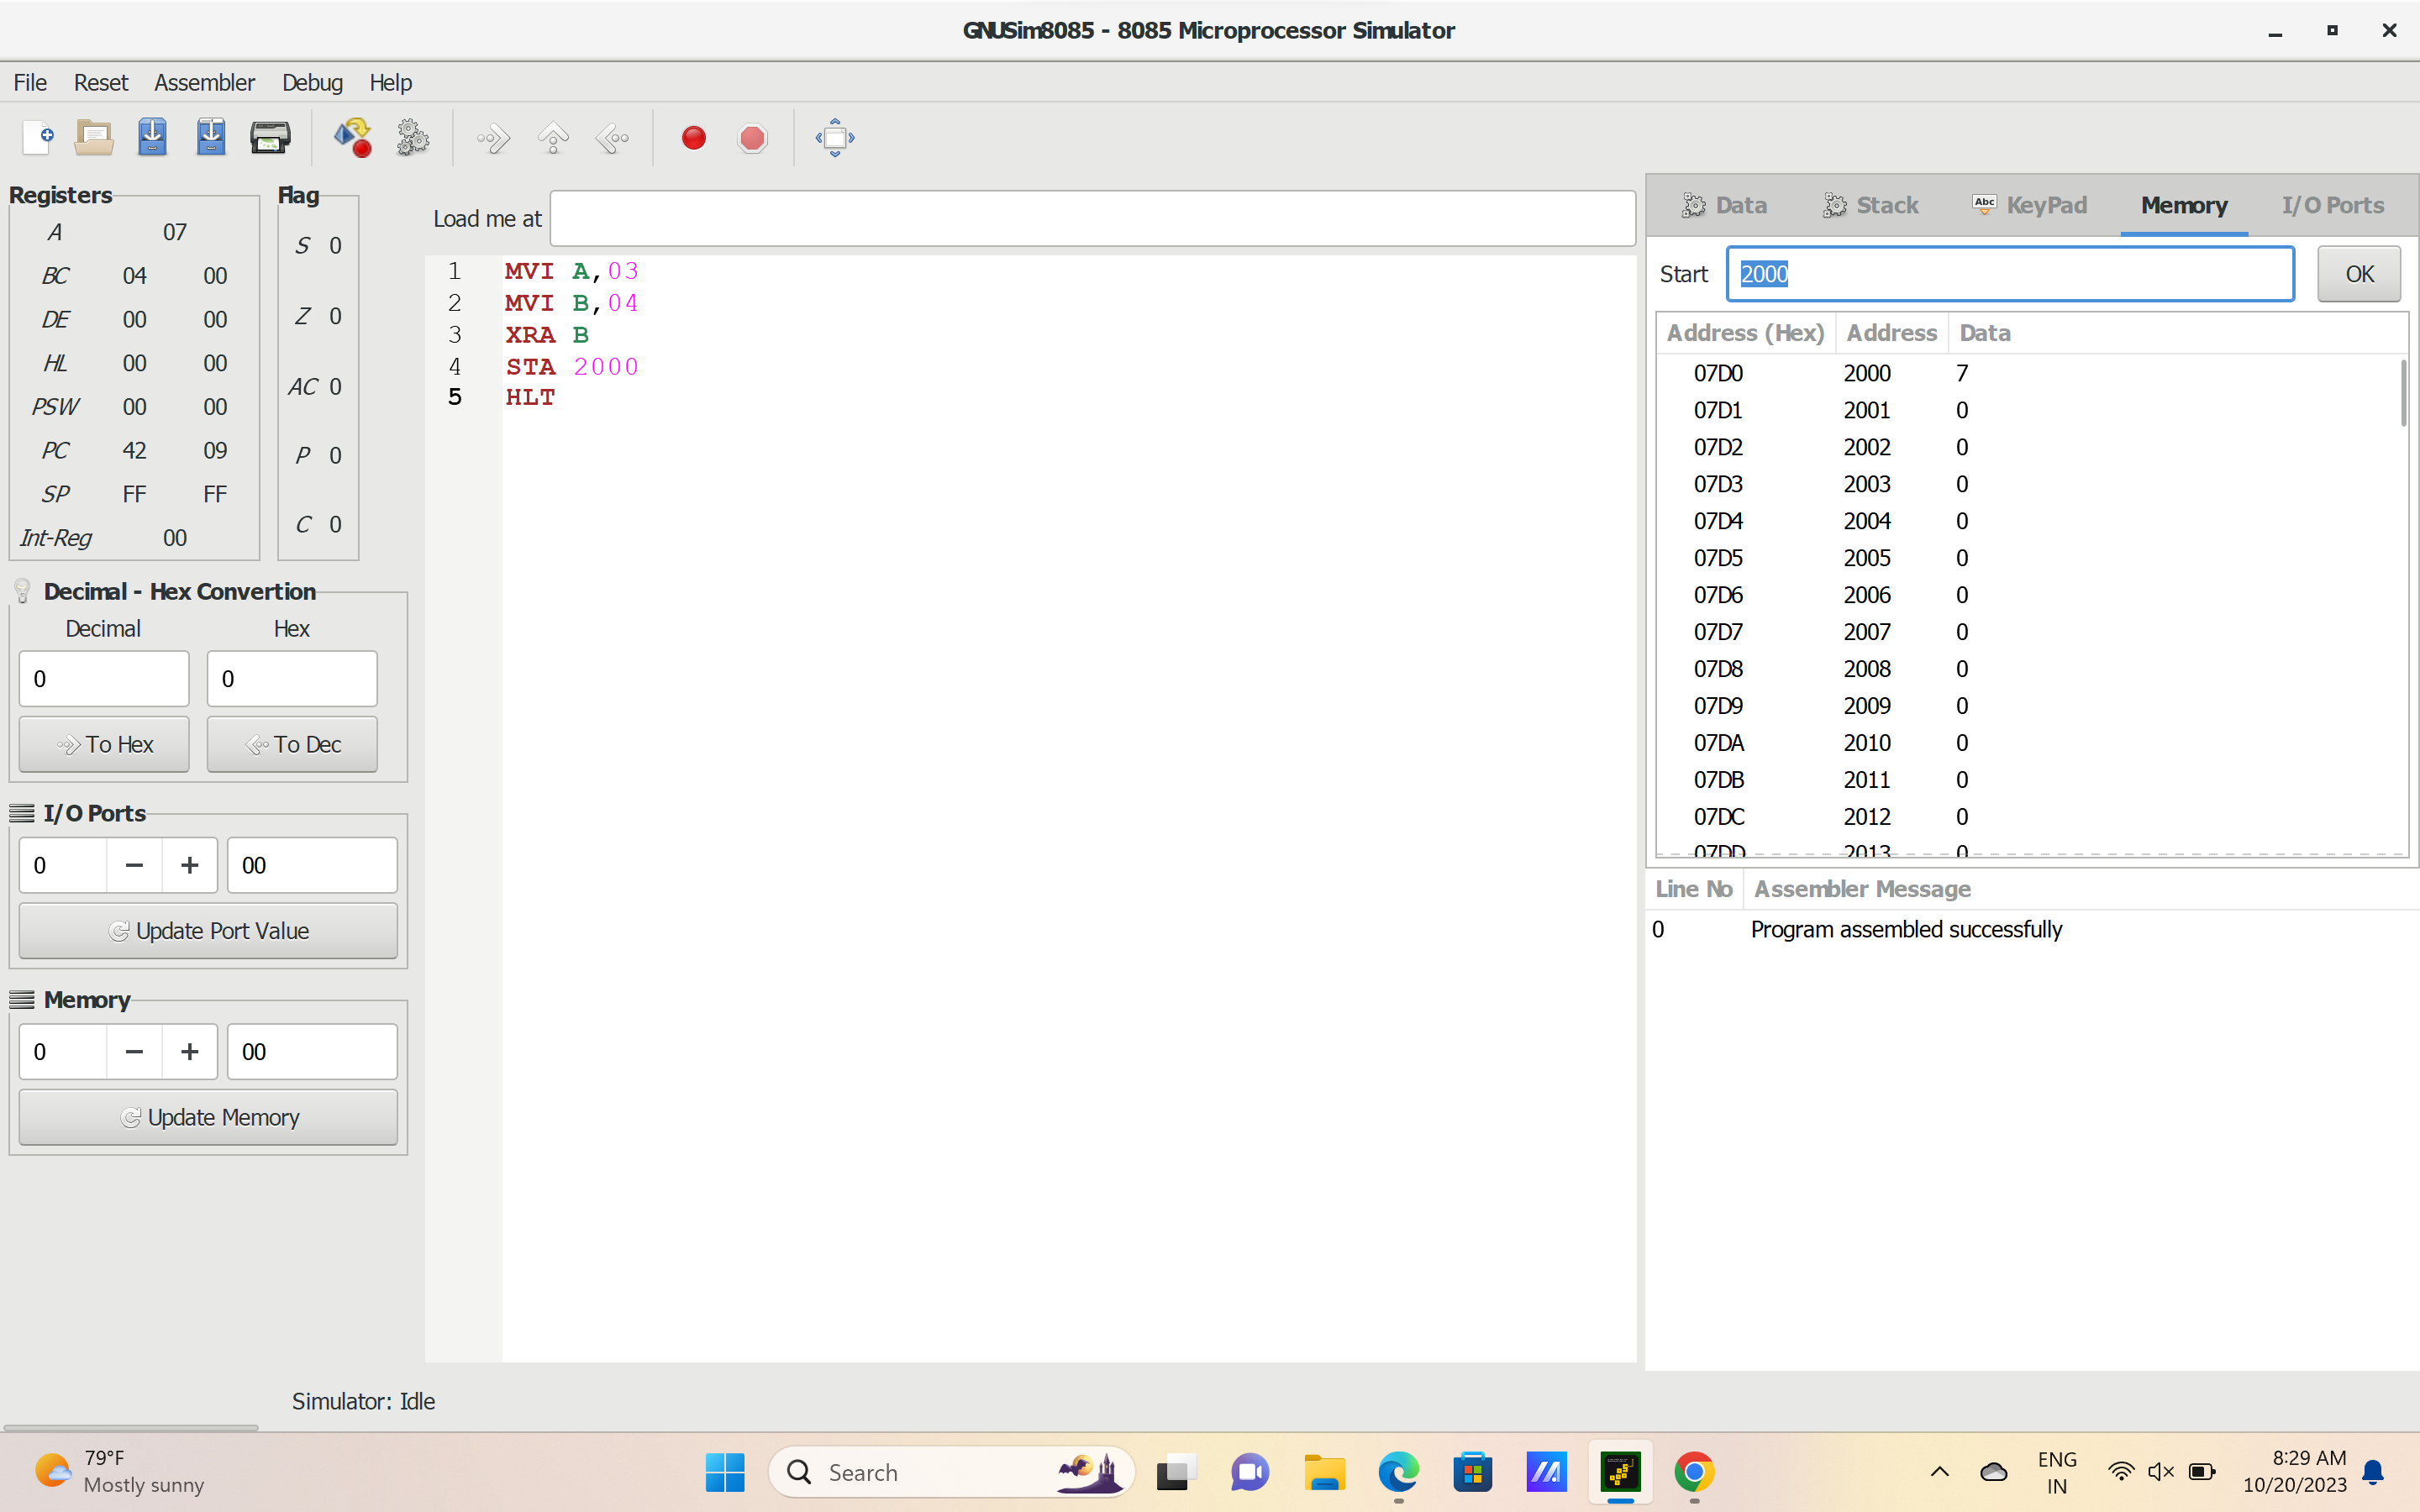 GNUSim8085 - 8085 Microprocessor Simulator
File Reset Assembler Debug Help
Registers
A 07
BC 04 00
DE 00 00
HL 00 00
PSW 00 00
PC 42 09
SP FF FF
Int-Reg 00
Flag
S 0
Z 0
AC 0
P 0
C 0
Decimal - Hex Convertion
Decimal Hex
0 0
To Hex To Dec
I/O Ports
0 − + 00
Update Port Value
Memory
0 − + 00
Update Memory
Load me at
1 MVI A,03
2 MVI B,04
3 XRA B
4 STA 2000
5 HLT
Data Stack Abc KeyPad Memory I/O Ports
Start 2000 OK
Address (Hex) Address Data
07D0 2000 7
07D1 2001 0
07D2 2002 0
07D3 2003 0
07D4 2004 0
07D5 2005 0
07D6 2006 0
07D7 2007 0
07D8 2008 0
07D9 2009 0
07DA 2010 0
07DB 2011 0
07DC 2012 0
07DD 2013 0
Line No Assembler Message
0 Program assembled successfully
Simulator: Idle
79°F
Mostly sunny
Search
ENG
IN
8:29 AM
10/20/2023